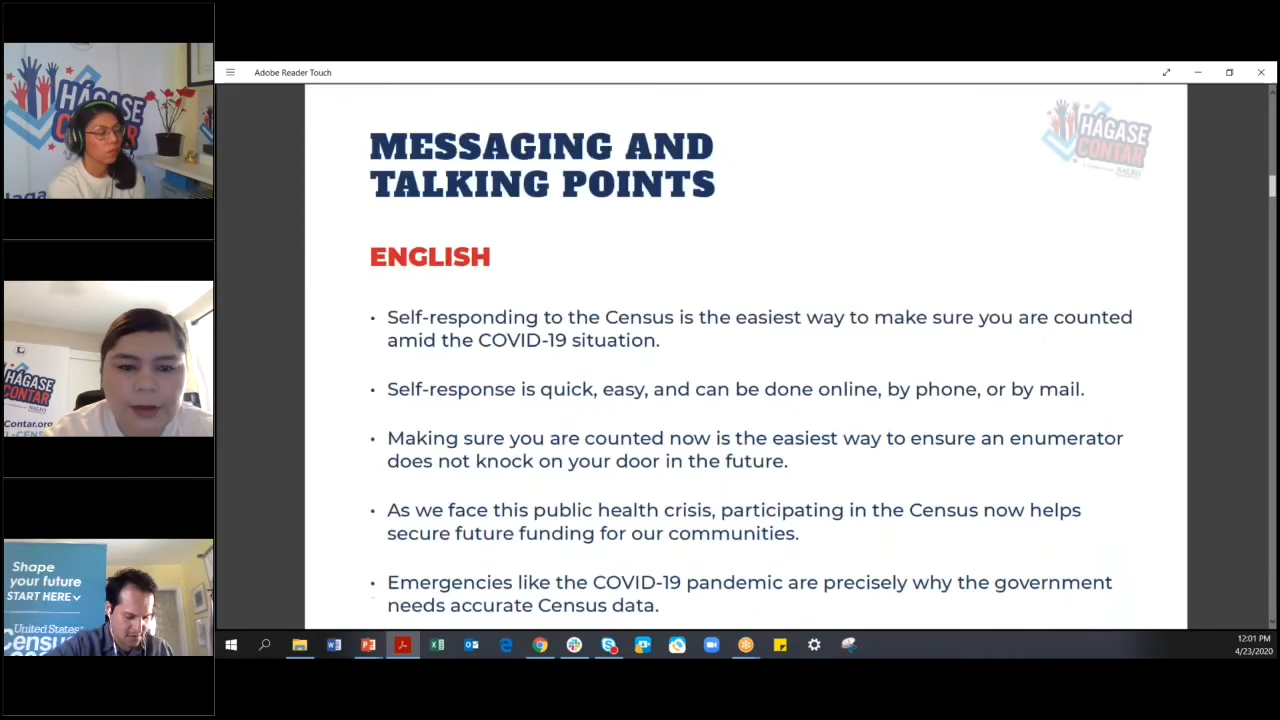 HÁGASE
CONTAR
HÁGASE
CONTAR
Contar.org
Shape
your future
START HERE
United States
Census
Adobe Reader Touch
HÁGASE
CONTAR
NALEO
MESSAGING AND
TALKING POINTS
ENGLISH
• Self-responding to the Census is the easiest way to make sure you are counted
amid the COVID-19 situation.
• Self-response is quick, easy, and can be done online, by phone, or by mail.
• Making sure you are counted now is the easiest way to ensure an enumerator
does not knock on your door in the future.
• As we face this public health crisis, participating in the Census now helps
secure future funding for our communities.
• Emergencies like the COVID-19 pandemic are precisely why the government
needs accurate Census data.
12:01 PM
4/23/2020